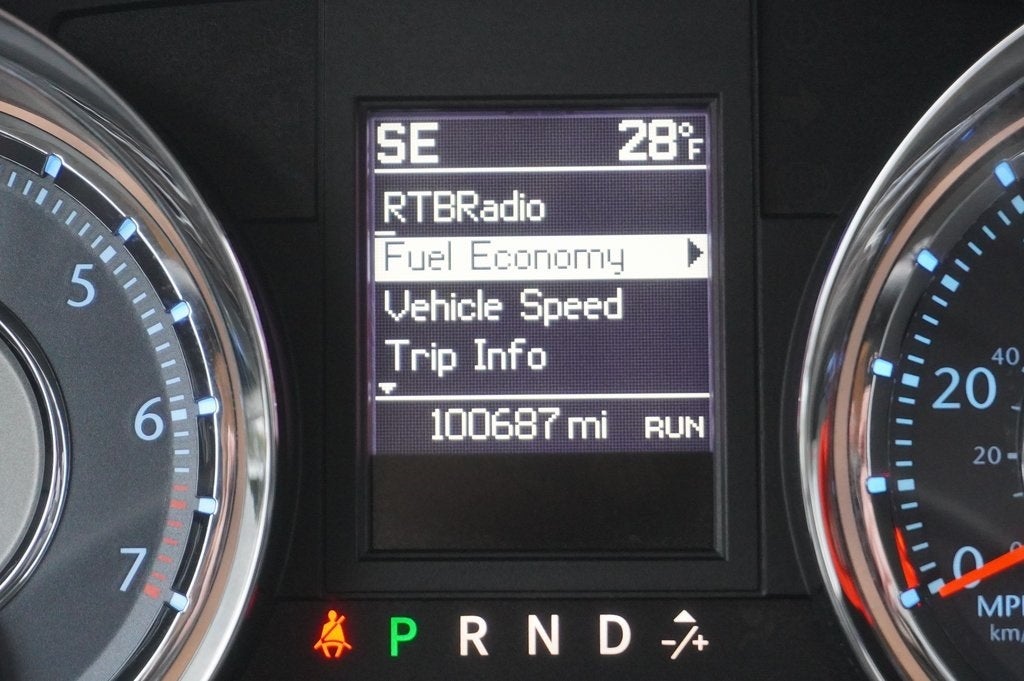 SE 28°F
RTBRadio
Fuel Economy
Vehicle Speed
Trip Info
100687 mi RUN
5
6
7
40
20
20
0
MPH
P R N D -/+